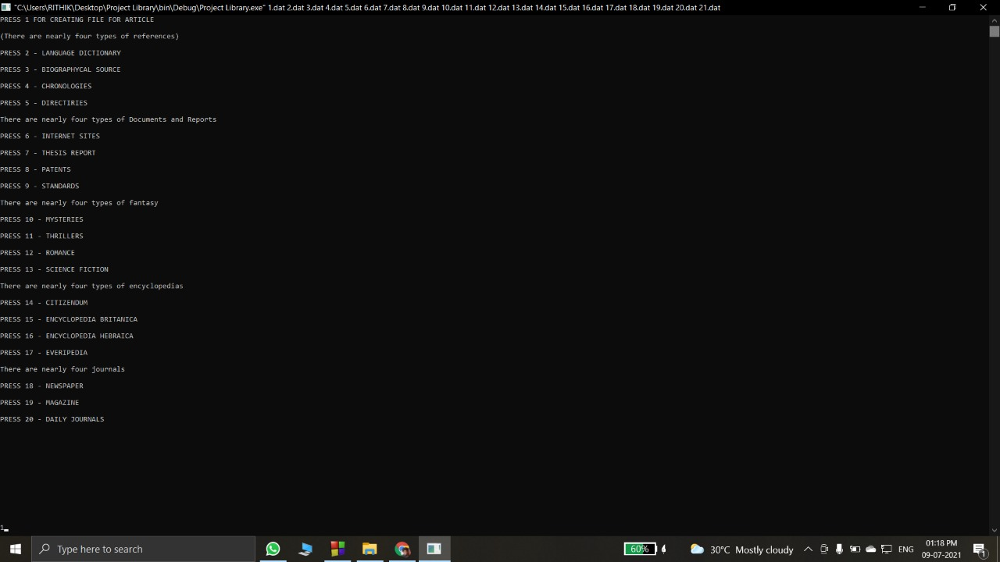 "C:\Users\RITHIK\Desktop\Project Library\bin\Debug\Project Library.exe" 1.dat 2.dat 3.dat 4.dat 5.dat 6.dat 7.dat 8.dat 9.dat 10.dat 11.dat 12.dat 13.dat 14.dat 15.dat 16.dat 17.dat 18.dat 19.dat 20.dat 21.dat
PRESS 1 FOR CREATING FILE FOR ARTICLE
(There are nearly four types of references)
PRESS 2 - LANGUAGE DICTIONARY
PRESS 3 - BIOGRAPHYCAL SOURCE
PRESS 4 - CHRONOLOGIES
PRESS 5 - DIRECTIRIES
There are nearly four types of Documents and Reports
PRESS 6 - INTERNET SITES
PRESS 7 - THESIS REPORT
PRESS 8 - PATENTS
PRESS 9 - STANDARDS
There are nearly four types of fantasy
PRESS 10 - MYSTERIES
PRESS 11 - THRILLERS
PRESS 12 - ROMANCE
PRESS 13 - SCIENCE FICTION
There are nearly four types of encyclopedias
PRESS 14 - CITIZENDUM
PRESS 15 - ENCYCLOPEDIA BRITANICA
PRESS 16 - ENCYCLOPEDIA HEBRAICA
PRESS 17 - EVERIPEDIA
There are nearly four journals
PRESS 18 - NEWSPAPER
PRESS 19 - MAGAZINE
PRESS 20 - DAILY JOURNALS
1
Type here to search
60%
30°C Mostly cloudy
ENG
01:18 PM
09-07-2021
1